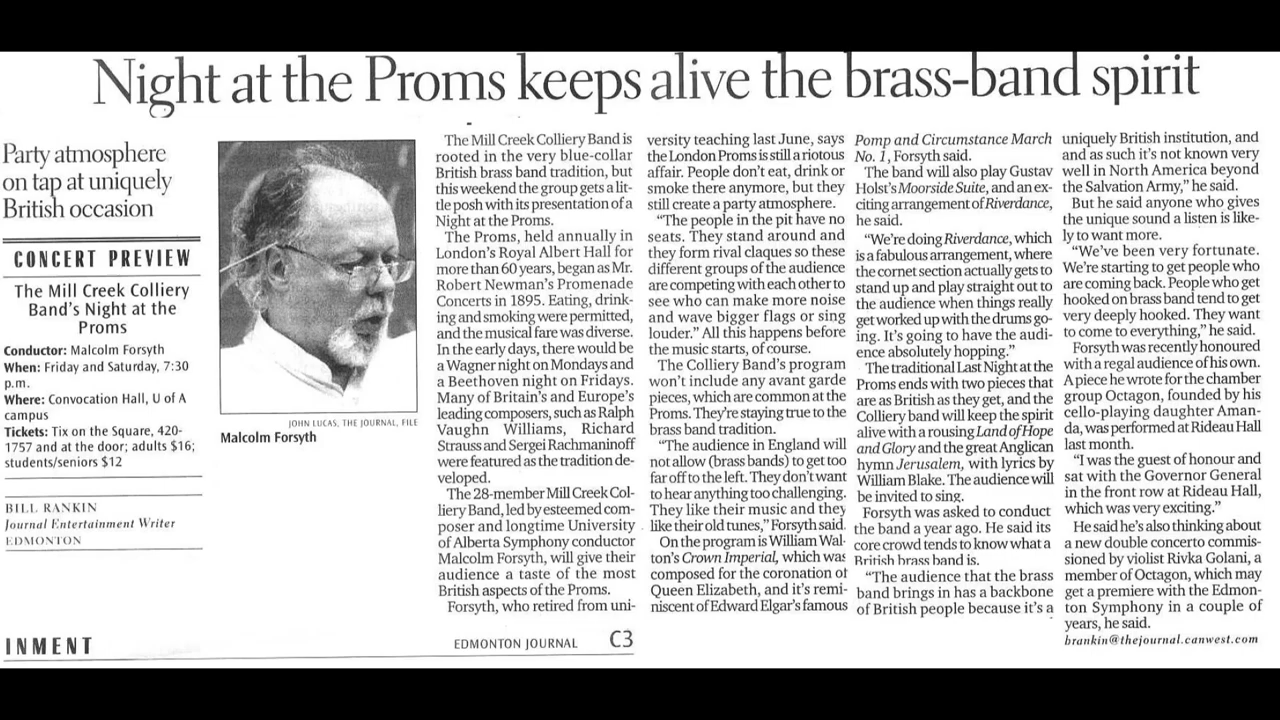 Night at the Proms keeps alive the brass-band spirit
Party atmosphere
on tap at uniquely
British occasion
CONCERT PREVIEW
The Mill Creek Colliery
Band's Night at the
Proms
Conductor: Malcolm Forsyth
When: Friday and Saturday, 7:30
p.m.
Where: Convocation Hall, U of A
campus
Tickets: Tix on the Square, 420-
1757 and at the door; adults $16;
students/seniors $12
BILL RANKIN
Journal Entertainment Writer
EDMONTON
JOHN LUCAS, THE JOURNAL, FILE
Malcolm Forsyth
The Mill Creek Colliery Band is
rooted in the very blue-collar
British brass band tradition, but
this weekend the group gets a lit-
tle posh with its presentation of a
Night at the Proms.
The Proms, held annually in
London's Royal Albert Hall for
more than 60 years, began as Mr.
Robert Newman's Promenade
Concerts in 1895. Eating, drink-
ing and smoking were permitted,
and the musical fare was diverse.
In the early days, there would be
a Wagner night on Mondays and
a Beethoven night on Fridays.
Many of Britain's and Europe's
leading composers, such as Ralph
Vaughn Williams, Richard
Strauss and Sergei Rachmaninoff
were featured as the tradition de-
veloped.
The 28-member Mill Creek Col-
liery Band, led by esteemed com-
poser and longtime University
of Alberta Symphony conductor
Malcolm Forsyth, will give their
audience a taste of the most
British aspects of the Proms.
Forsyth, who retired from uni-
versity teaching last June, says
the London Proms is still a riotous
affair. People don't eat, drink or
smoke there anymore, but they
still create a party atmosphere.
"The people in the pit have no
seats. They stand around and
they form rival claques so these
different groups of the audience
are competing with each other to
see who can make more noise
and wave bigger flags or sing
louder." All this happens before
the music starts, of course.
The Colliery Band's program
won't include any avant garde
pieces, which are common at the
Proms. They're staying true to the
brass band tradition.
"The audience in England will
not allow (brass bands) to get too
far off to the left. They don't want
to hear anything too challenging.
They like their music and they
like their old tunes," Forsyth said.
On the program is William Wal-
ton's Crown Imperial, which was
composed for the coronation of
Queen Elizabeth, and it's remi-
niscent of Edward Elgar's famous
Pomp and Circumstance March
No. 1, Forsyth said.
The band will also play Gustav
Holst's Moorside Suite, and an ex-
citing arrangement of Riverdance,
he said.
"We're doing Riverdance, which
is a fabulous arrangement, where
the cornet section actually gets to
stand up and play straight out to
the audience when things really
get worked up with the drums go-
ing. It's going to have the audi-
ence absolutely hopping."
The traditional Last Night at the
Proms ends with two pieces that
are as British as they get, and the
Colliery band will keep the spirit
alive with a rousing Land of Hope
and Glory and the great Anglican
hymn Jerusalem, with lyrics by
William Blake. The audience will
be invited to sing.
Forsyth was asked to conduct
the band a year ago. He said its
core crowd tends to know what a
British brass band is.
"The audience that the brass
band brings in has a backbone
of British people because it's a
uniquely British institution, and
and as such it's not known very
well in North America beyond
the Salvation Army," he said.
But he said anyone who gives
the unique sound a listen is like-
ly to want more.
"We've been very fortunate.
We're starting to get people who
are coming back. People who get
hooked on brass band tend to get
very deeply hooked. They want
to come to everything," he said.
Forsyth was recently honoured
with a regal audience of his own.
A piece he wrote for the chamber
group Octagon, founded by his
cello-playing daughter Aman-
da, was performed at Rideau Hall
last month.
"I was the guest of honour and
sat with the Governor General
in the front row at Rideau Hall,
which was very exciting."
He said he's also thinking about
a new double concerto commis-
sioned by violist Rivka Golani, a
member of Octagon, which may
get a premiere with the Edmon-
ton Symphony in a couple of
years, he said.
brankin@thejournal.canwest.com
INMENT
EDMONTON JOURNAL C3